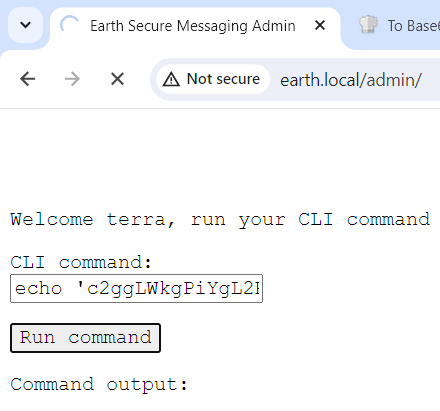 Earth Secure Messaging Admin
To Base6
Not secure
earth.local/admin/
Welcome terra, run your CLI command
CLI command:
echo 'c2ggLWkgPiYgL2
Run command
Command output: